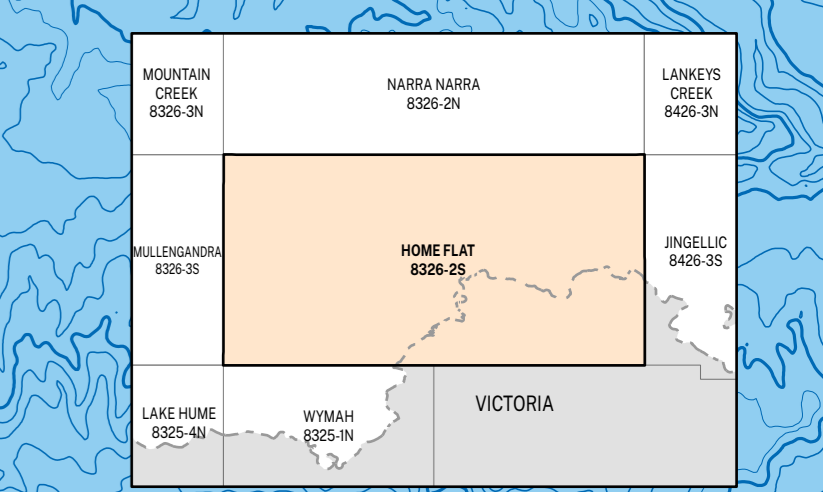 MOUNTAIN
CREEK
8326-3N
NARRA NARRA
8326-2N
LANKEYS
CREEK
8426-3N
MULLENGANDRA
8326-3S
HOME FLAT
8326-2S
JINGELLIC
8426-3S
LAKE HUME
8325-4N
WYMAH
8325-1N
VICTORIA